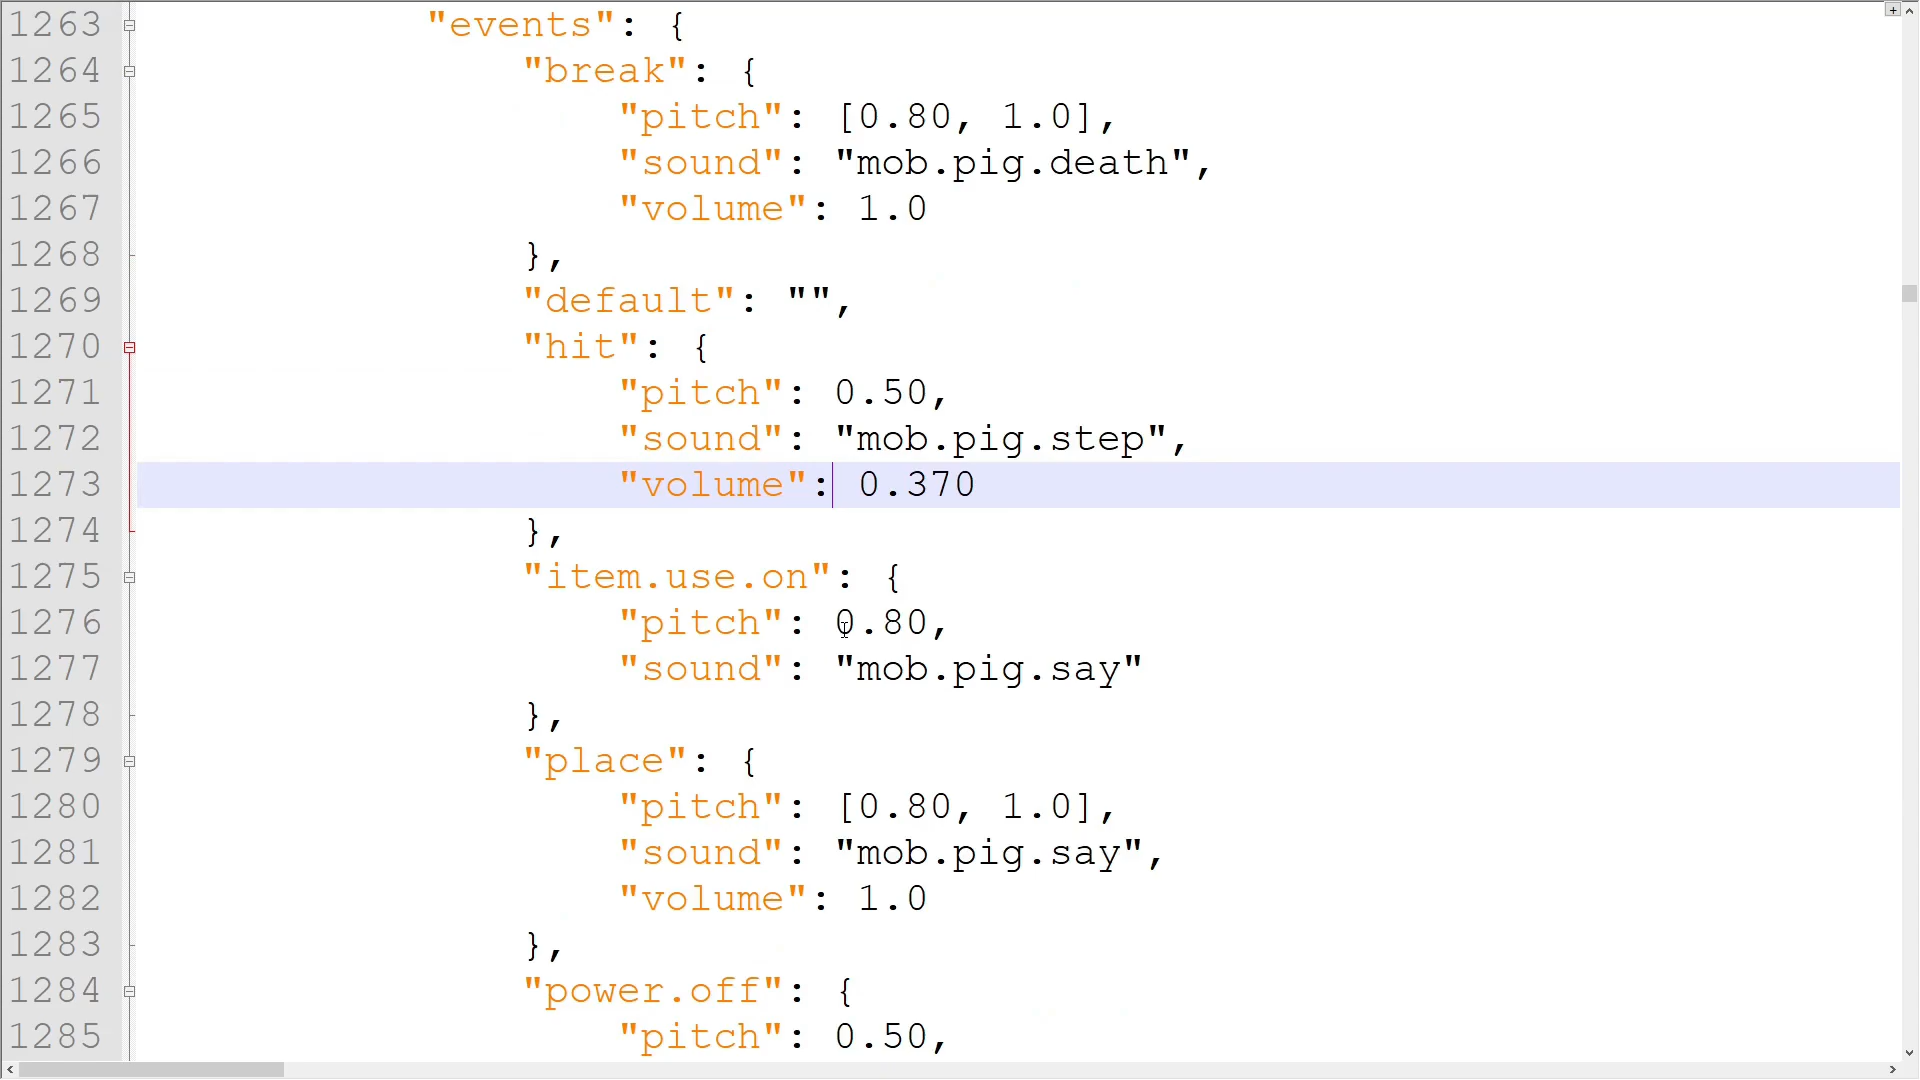 1263 "events": {
1264 "break": {
1265 "pitch": [0.80, 1.0],
1266 "sound": "mob.pig.death",
1267 "volume": 1.0
1268 },
1269 "default": "",
1270 "hit": {
1271 "pitch": 0.50,
1272 "sound": "mob.pig.step",
1273 "volume": 0.370
1274 },
1275 "item.use.on": {
1276 "pitch": 0.80,
1277 "sound": "mob.pig.say"
1278 },
1279 "place": {
1280 "pitch": [0.80, 1.0],
1281 "sound": "mob.pig.say",
1282 "volume": 1.0
1283 },
1284 "power.off": {
1285 "pitch": 0.50,